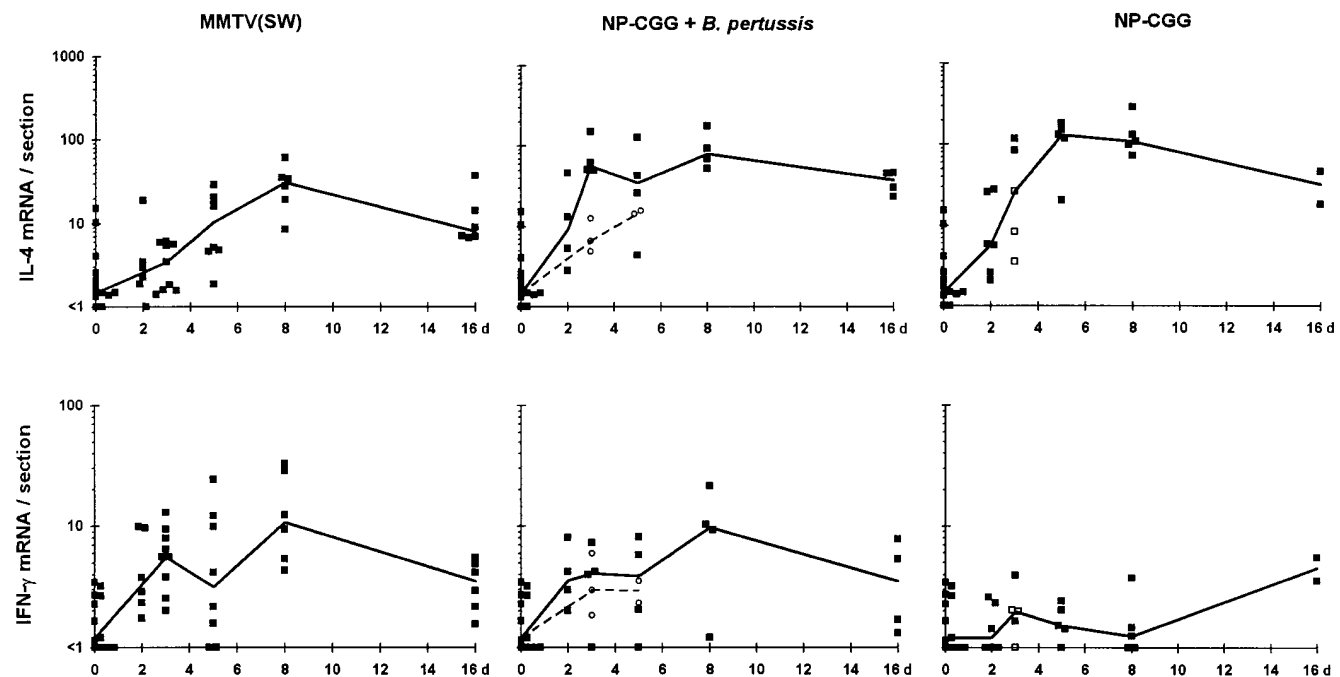 MMTV(SW) NP-CGG + B. pertussis NP-CGG
IL-4 mRNA / section
1000
100
10
<1
0 2 4 6 8 10 12 14 16 d
0 2 4 6 8 10 12 14 16 d
0 2 4 6 8 10 12 14 16 d
IFN-γ mRNA / section
100
10
<1
0 2 4 6 8 10 12 14 16 d
0 2 4 6 8 10 12 14 16 d
0 2 4 6 8 10 12 14 16 d